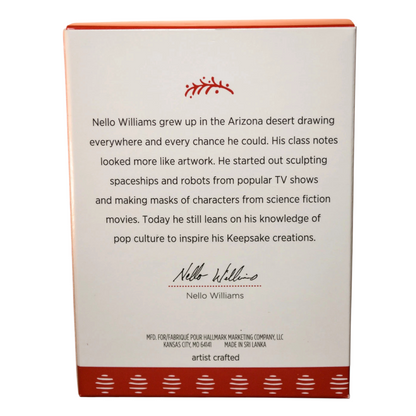 Nello Williams grew up in the Arizona desert drawing
everywhere and every chance he could. His class notes
looked more like artwork. He started out sculpting
spaceships and robots from popular TV shows
and making masks of characters from science fiction
movies. Today he still leans on his knowledge of
pop culture to inspire his Keepsake creations.
Nello Williams
Nello Williams
MFD. FOR/FABRIQUÉ POUR HALLMARK MARKETING COMPANY, LLC
KANSAS CITY, MO 64141 MADE IN SRI LANKA
artist crafted